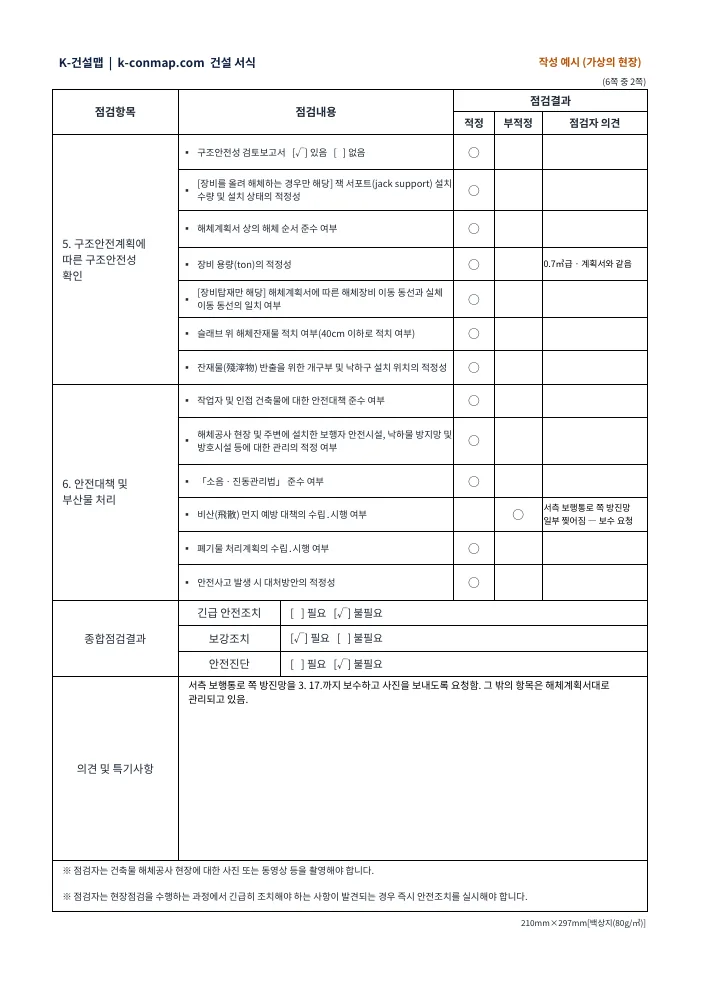 K-건설맵 | k-conmap.com 건설 서식
작성 예시 (가상의 현장)
(6쪽 중 2쪽)
점검항목
점검내용
점검결과
적정
부적정
점검자 의견
5. 구조안전계획에
따른 구조안전성
확인
▪ 구조안전성 검토보고서 [√] 있음 [ ] 없음 ○
▪ [장비를 올려 해체하는 경우만 해당] 잭 서포트(jack support) 설치
수량 및 설치 상태의 적정성 ○
▪ 해체계획서 상의 해체 순서 준수 여부 ○
▪ 장비 용량(ton)의 적정성 ○ 0.7㎥급 · 계획서와 같음
▪ [장비탑재만 해당] 해체계획서에 따른 해체장비 이동 동선과 실제
이동 동선의 일치 여부 ○
▪ 슬래브 위 해체잔재물 적치 여부(40cm 이하로 적치 여부) ○
▪ 잔재물(殘滓物) 반출을 위한 개구부 및 낙하구 설치 위치의 적정성 ○
6. 안전대책 및
부산물 처리
▪ 작업자 및 인접 건축물에 대한 안전대책 준수 여부 ○
▪ 해체공사 현장 및 주변에 설치한 보행자 안전시설, 낙하물 방지망 및
방호시설 등에 대한 관리의 적정 여부 ○
▪ 「소음ㆍ진동관리법」 준수 여부 ○
▪ 비산(飛散) 먼지 예방 대책의 수립․시행 여부 ○ 서측 보행통로 쪽 방진망
일부 찢어짐 — 보수 요청
▪ 폐기물 처리계획의 수립․시행 여부 ○
▪ 안전사고 발생 시 대처방안의 적정성 ○
종합점검결과
긴급 안전조치 [ ] 필요 [√] 불필요
보강조치 [√] 필요 [ ] 불필요
안전진단 [ ] 필요 [√] 불필요
의견 및 특기사항
서측 보행통로 쪽 방진망을 3. 17.까지 보수하고 사진을 보내도록 요청함. 그 밖의 항목은 해체계획서대로
관리되고 있음.
※ 점검자는 건축물 해체공사 현장에 대한 사진 또는 동영상 등을 촬영해야 합니다.
※ 점검자는 현장점검을 수행하는 과정에서 긴급히 조치해야 하는 사항이 발견되는 경우 즉시 안전조치를 실시해야 합니다.
210mm×297mm[백상지(80g/㎡)]